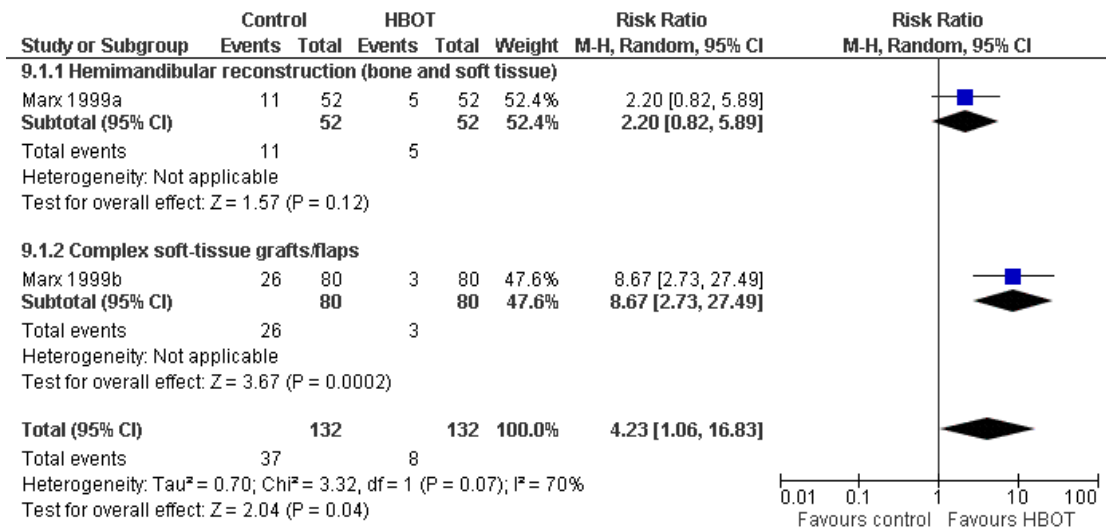 Control HBOT Risk Ratio Risk Ratio
Study or Subgroup Events Total Events Total Weight M-H, Random, 95% CI M-H, Random, 95% CI
9.1.1 Hemimandibular reconstruction (bone and soft tissue)
Marx 1999a 11 52 5 52 52.4% 2.20 [0.82, 5.89]
Subtotal (95% CI) 52 52 52.4% 2.20 [0.82, 5.89]
Total events 11 5
Heterogeneity: Not applicable
Test for overall effect: Z = 1.57 (P = 0.12)
9.1.2 Complex soft-tissue grafts/flaps
Marx 1999b 26 80 3 80 47.6% 8.67 [2.73, 27.49]
Subtotal (95% CI) 80 80 47.6% 8.67 [2.73, 27.49]
Total events 26 3
Heterogeneity: Not applicable
Test for overall effect: Z = 3.67 (P = 0.0002)
Total (95% CI) 132 132 100.0% 4.23 [1.06, 16.83]
Total events 37 8
Heterogeneity: Tau² = 0.70; Chi² = 3.32, df = 1 (P = 0.07); I² = 70%
Test for overall effect: Z = 2.04 (P = 0.04)
0.01 0.1 1 10 100
Favours control Favours HBOT